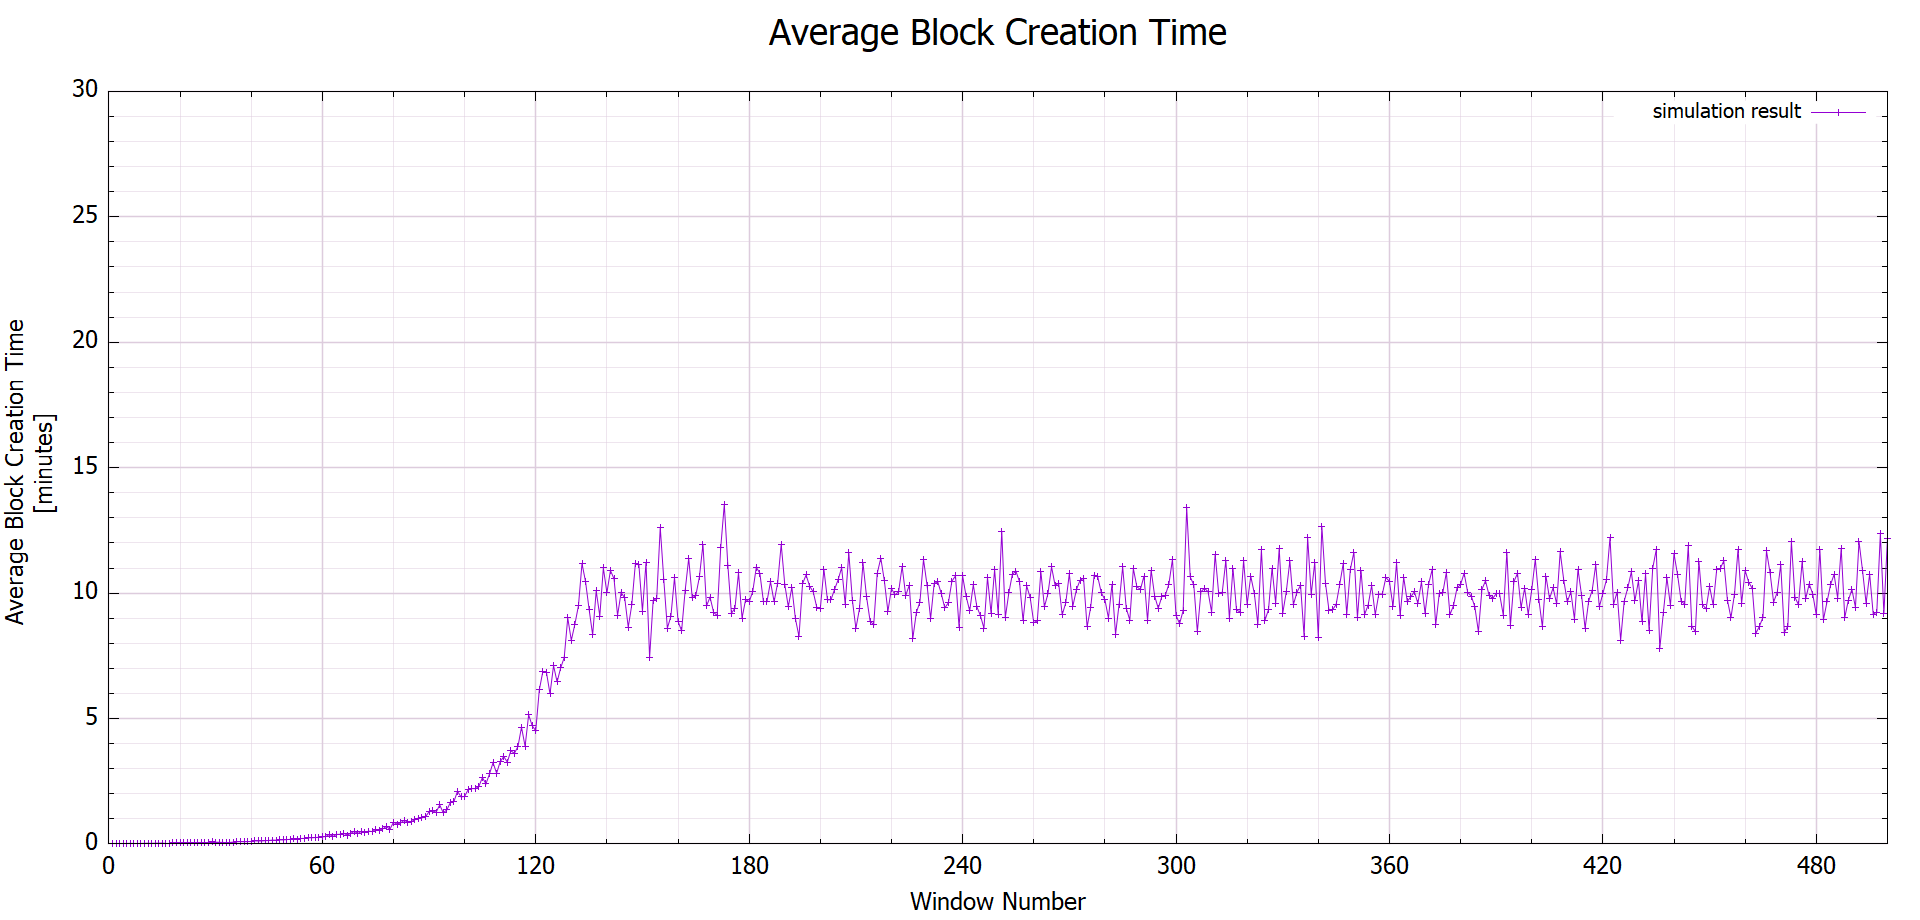 Average Block Creation Time
30
25
20
15
10
5
0
Average Block Creation Time
[minutes]
simulation result
0 60 120 180 240 300 360 420 480
Window Number